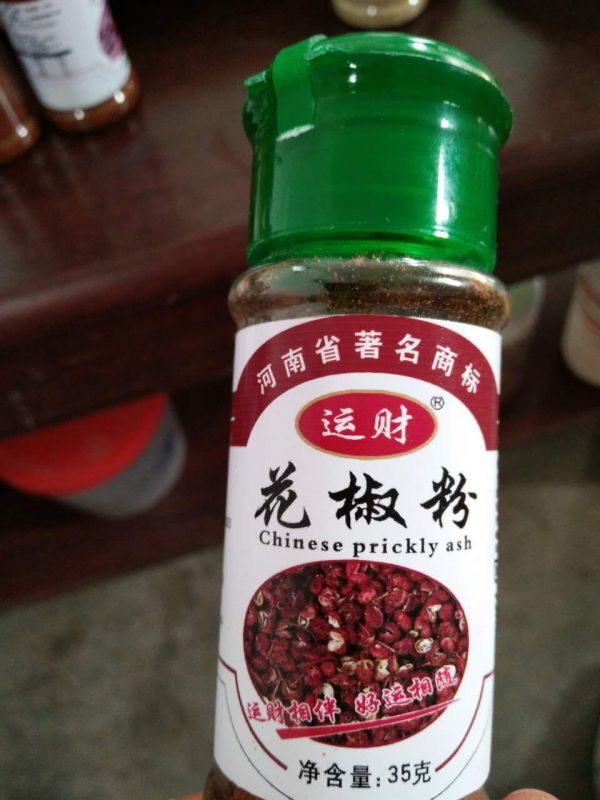 河南省著名商标
运财®
花椒粉
Chinese prickly ash
运财相伴 好运相随
净含量:35克